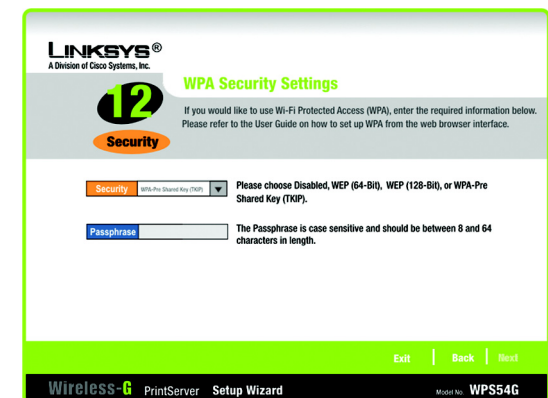 LINKSYS®
A Division of Cisco Systems, Inc.
WPA Security Settings
12
Security
If you would like to use Wi-Fi Protected Access (WPA), enter the required information below.
Please refer to the User Guide on how to set up WPA from the web browser interface.
Security WPA-Pre Shared Key (TKIP)
Please choose Disabled, WEP (64-Bit), WEP (128-Bit), or WPA-Pre
Shared Key (TKIP).
Passphrase
The Passphrase is case sensitive and should be between 8 and 64
characters in length.
Exit Back Next
Wireless-G PrintServer Setup Wizard Model No. WPS54G